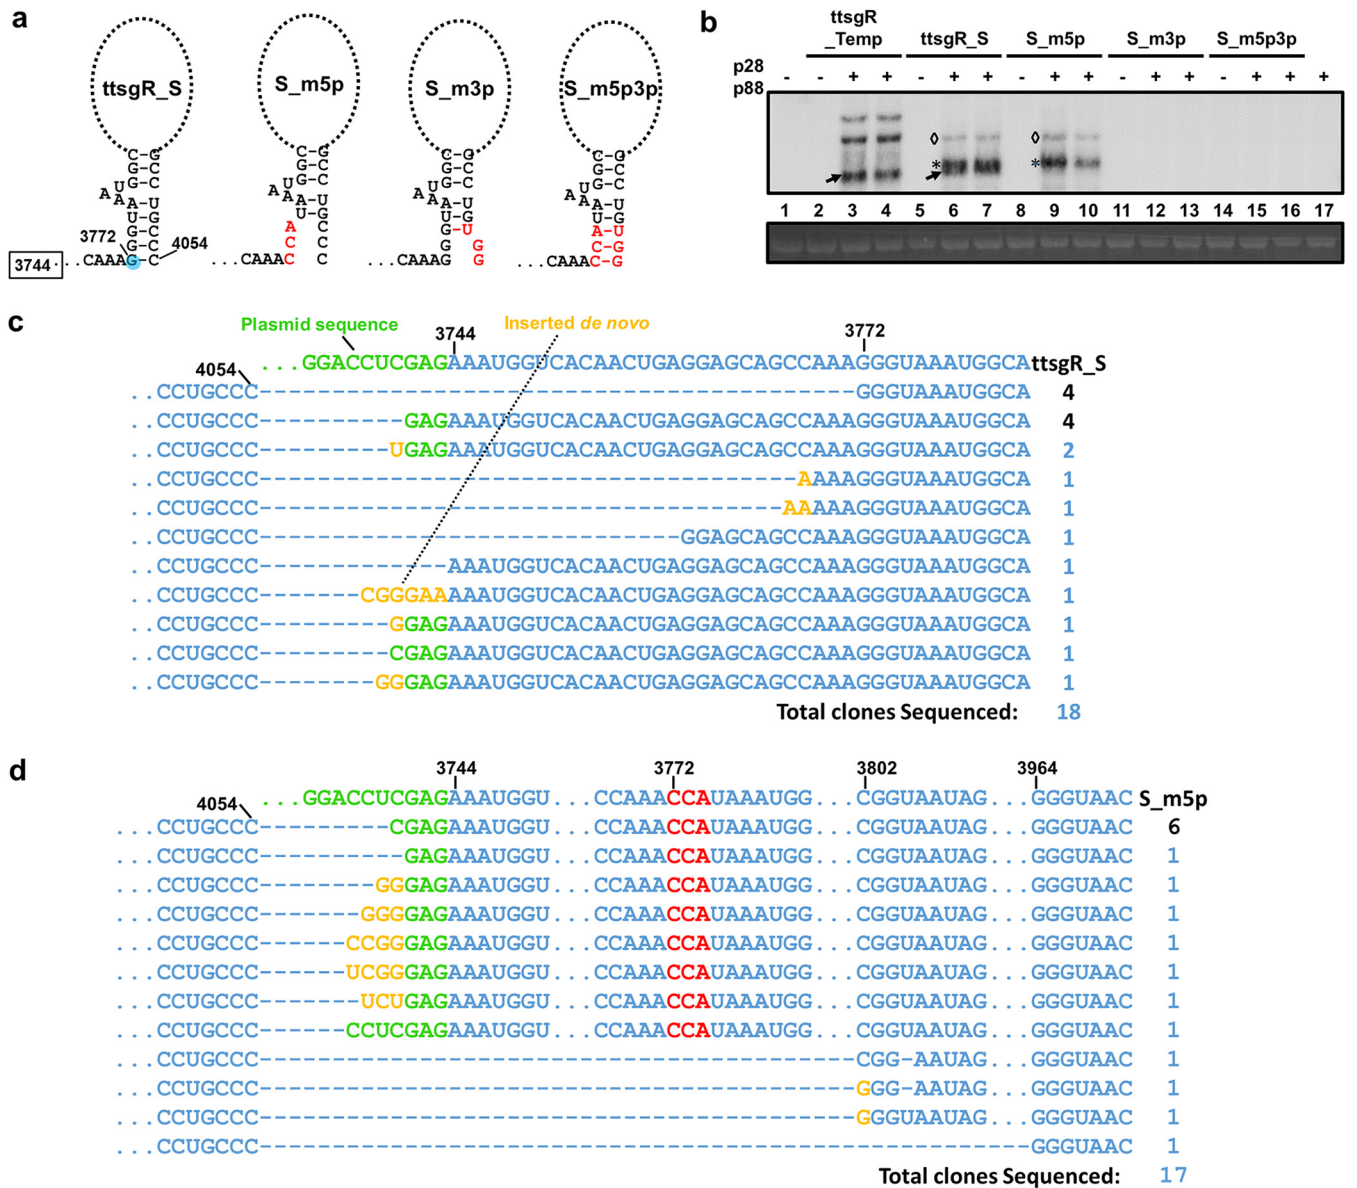 a
ttsgR_S
S_m5p
S_m3p
S_m5p3p
3772
4054
3744
...CAAAG-C
...CAAAC
C
...CAAAG
G
...CAAAC-G
b
ttsgR
_Temp
ttsgR_S
S_m5p
S_m3p
S_m5p3p
p28 - - + + - + + - + + - + + - + + +
p88
◊ ◊
* *
1 2 3 4 5 6 7 8 9 10 11 12 13 14 15 16 17
c
Plasmid sequence
Inserted de novo
4054
3744
3772
...GGACCUCGAGAAAUGGUCACAACUGAGGAGCAGCCAAAGGGUAAAUGGCA ttsgR_S
..CCUGCCC-----------------------------------------GGGUAAAUGGCA 4
..CCUGCCC----------GAGAAAUGGUCACAACUGAGGAGCAGCCAAAGGGUAAAUGGCA 4
..CCUGCCC---------UGAGAAAUGGUCACAACUGAGGAGCAGCCAAAGGGUAAAUGGCA 2
..CCUGCCC-------------------------------------AAAAGGGUAAAUGGCA 1
..CCUGCCC------------------------------------AAAAAGGGUAAAUGGCA 1
..CCUGCCC-----------------------------GGAGCAGCCAAAGGGUAAAUGGCA 1
..CCUGCCC-------------AAAUGGUCACAACUGAGGAGCAGCCAAAGGGUAAAUGGCA 1
..CCUGCCC-------CGGGAAAAAUGGUCACAACUGAGGAGCAGCCAAAGGGUAAAUGGCA 1
..CCUGCCC---------GGAGAAAUGGUCACAACUGAGGAGCAGCCAAAGGGUAAAUGGCA 1
..CCUGCCC---------CGAGAAAUGGUCACAACUGAGGAGCAGCCAAAGGGUAAAUGGCA 1
..CCUGCCC--------GGGAGAAAUGGUCACAACUGAGGAGCAGCCAAAGGGUAAAUGGCA 1
Total clones Sequenced: 18
d
4054
3744
3772
3802
3964
...GGACCUCGAGAAAUGGU...CCAAACCAUAAAUGG...CGGUAAUAG...GGGUAAC S_m5p
...CCUGCCC---------CGAGAAAUGGU...CCAAACCAUAAAUGG...CGGUAAUAG...GGGUAAC 6
...CCUGCCC----------GAGAAAUGGU...CCAAACCAUAAAUGG...CGGUAAUAG...GGGUAAC 1
...CCUGCCC--------GGGAGAAAUGGU...CCAAACCAUAAAUGG...CGGUAAUAG...GGGUAAC 1
...CCUGCCC-------GGGGAGAAAUGGU...CCAAACCAUAAAUGG...CGGUAAUAG...GGGUAAC 1
...CCUGCCC------CCGGGAGAAAUGGU...CCAAACCAUAAAUGG...CGGUAAUAG...GGGUAAC 1
...CCUGCCC------UCGGGAGAAAUGGU...CCAAACCAUAAAUGG...CGGUAAUAG...GGGUAAC 1
...CCUGCCC-------UCUGAGAAAUGGU...CCAAACCAUAAAUGG...CGGUAAUAG...GGGUAAC 1
...CCUGCCC------CCUCGAGAAAUGGU...CCAAACCAUAAAUGG...CGGUAAUAG...GGGUAAC 1
...CCUGCCC-----------------------------------------CGG-AAUAG...GGGUAAC 1
...CCUGCCC-----------------------------------------GGG-AAUAG...GGGUAAC 1
...CCUGCCC-----------------------------------------GGGUAAUAG...GGGUAAC 1
...CCUGCCC-----------------------------------------------------GGGUAAC 1
Total clones Sequenced: 17